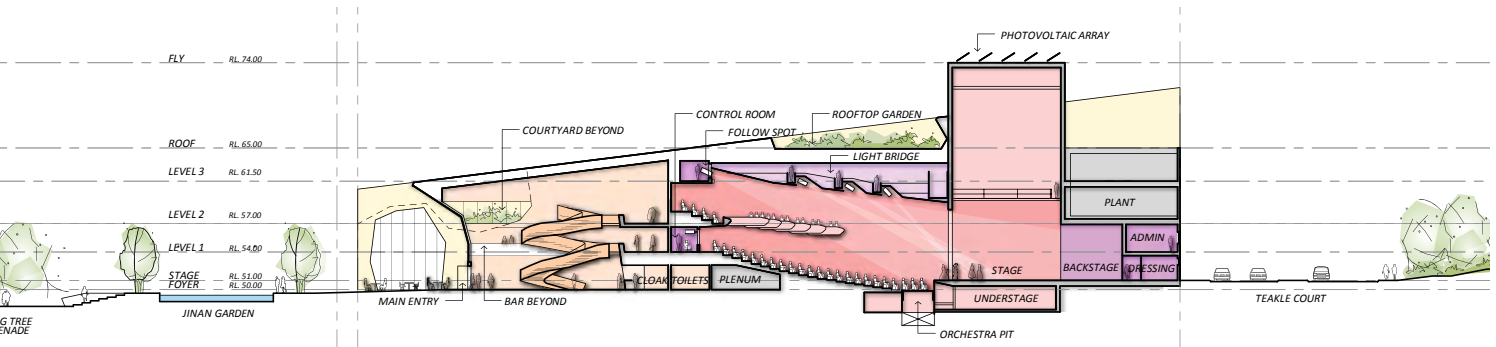 PHOTOVOLTAIC ARRAY
FLY RL. 74.00
CONTROL ROOM
ROOFTOP GARDEN
COURTYARD BEYOND
FOLLOW SPOT
ROOF RL. 65.00
LIGHT BRIDGE
LEVEL 3 RL. 61.50
PLANT
LEVEL 2 RL. 57.00
ADMIN
LEVEL 1 RL. 54.00
STAGE
BACKSTAGE
DRESSING
STAGE RL. 51.00
FOYER RL. 50.00
CLOAK
TOILETS
PLENUM
UNDERSTAGE
MAIN ENTRY
BAR BEYOND
TEAKLE COURT
JINAN GARDEN
G TREE
ENADE
ORCHESTRA PIT